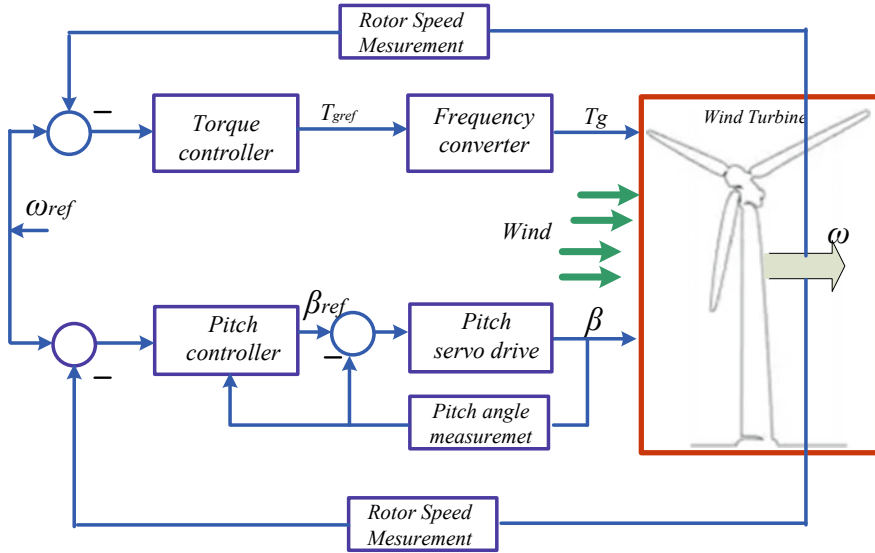 Rotor Speed
Mesurement
−
Torque
controller
T_gref
Frequency
converter
Tg
Wind Turbine
ωref
Wind
ω
Pitch
controller
βref
−
Pitch
servo drive
β
−
Pitch angle
measuremet
Rotor Speed
Mesurement